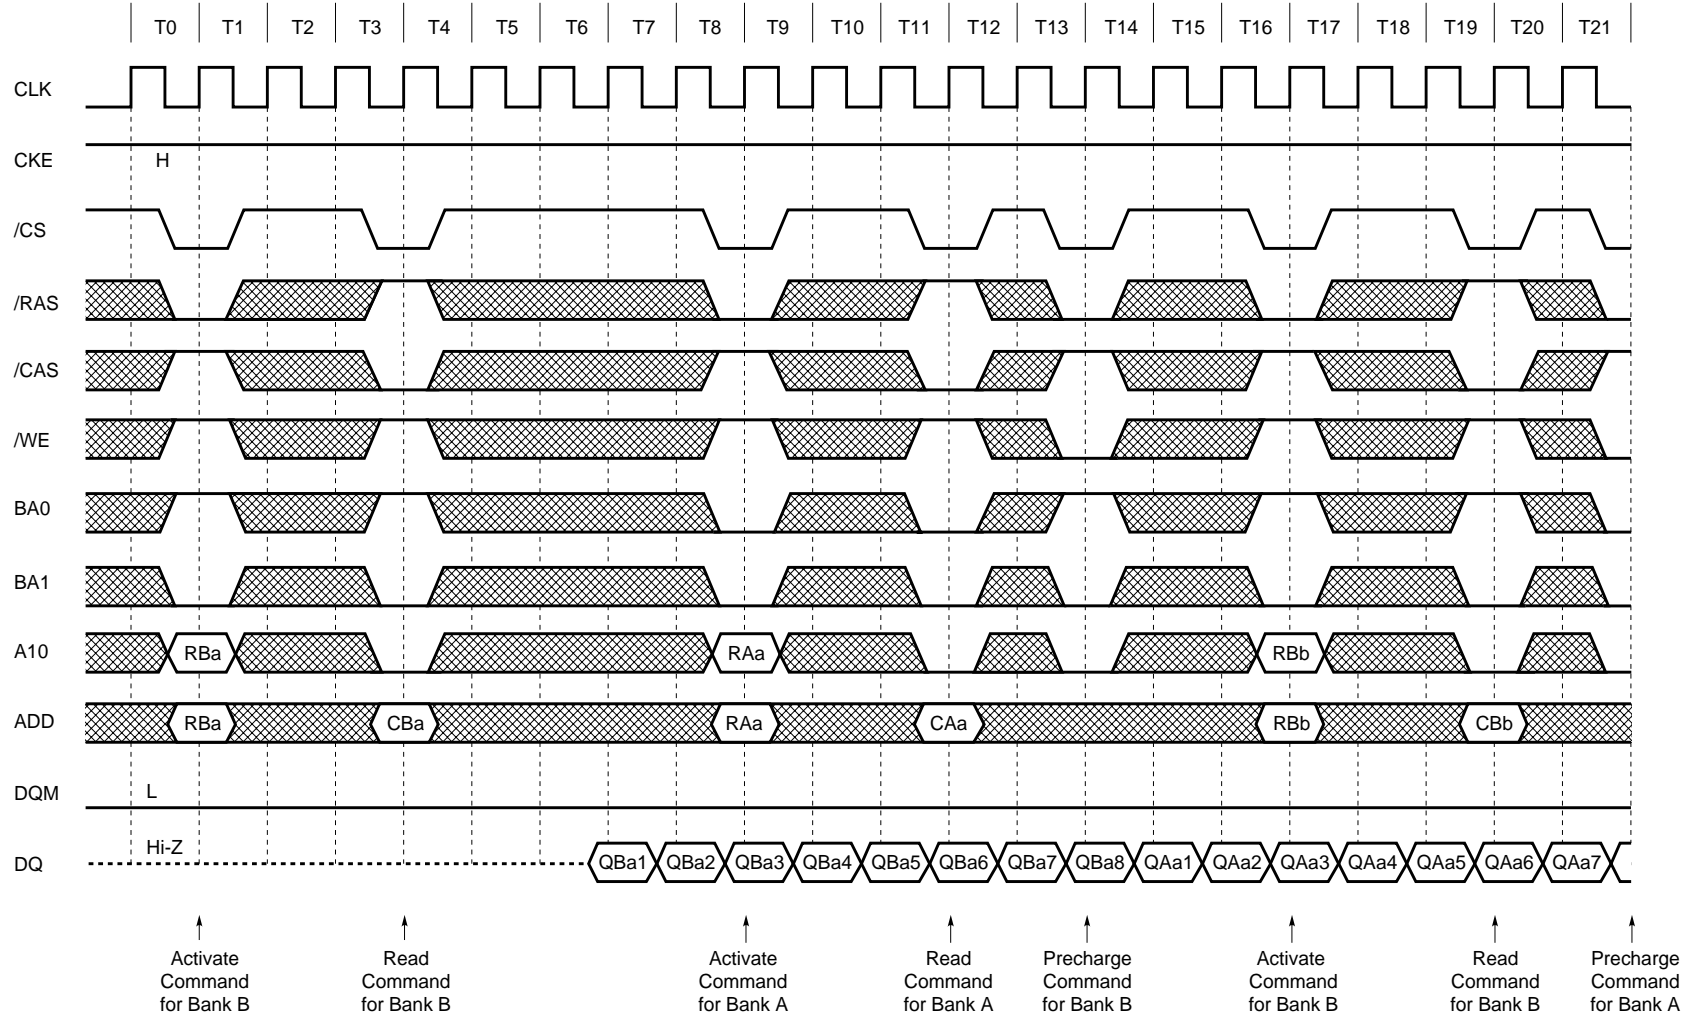 T0 T1 T2 T3 T4 T5 T6 T7 T8 T9 T10 T11 T12 T13 T14 T15 T16 T17 T18 T19 T20 T21
CLK
CKE H
/CS
/RAS
/CAS
/WE
BA0
BA1
A10 RBa RAa RBb
ADD RBa CBa RAa CAa RBb CBb
DQM L
DQ Hi-Z QBa1 QBa2 QBa3 QBa4 QBa5 QBa6 QBa7 QBa8 QAa1 QAa2 QAa3 QAa4 QAa5 QAa6 QAa7
Activate Read Activate Read Precharge Activate Read Precharge
Command Command Command Command Command Command Command Command
for Bank B for Bank B for Bank A for Bank A for Bank B for Bank B for Bank B for Bank A